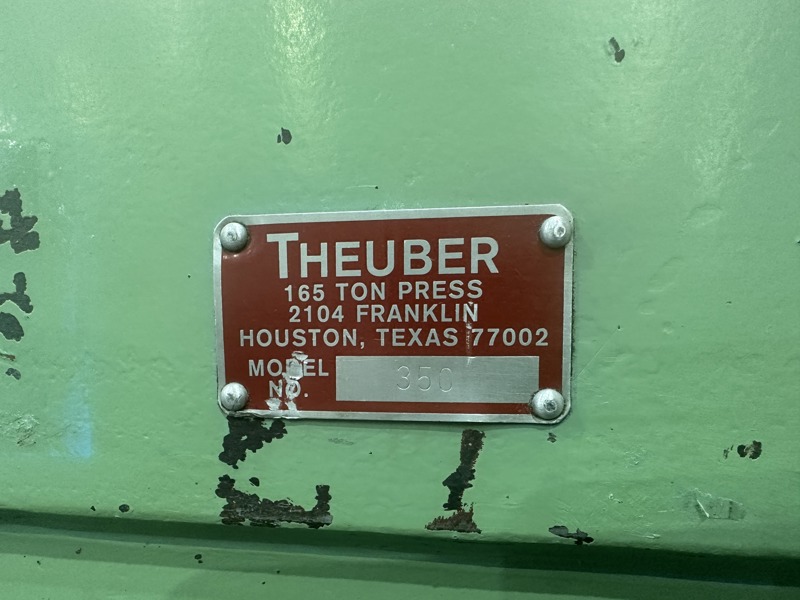 THEUBER
165 TON PRESS
2104 FRANKLIN
HOUSTON, TEXAS 77002
MODEL NO. 350